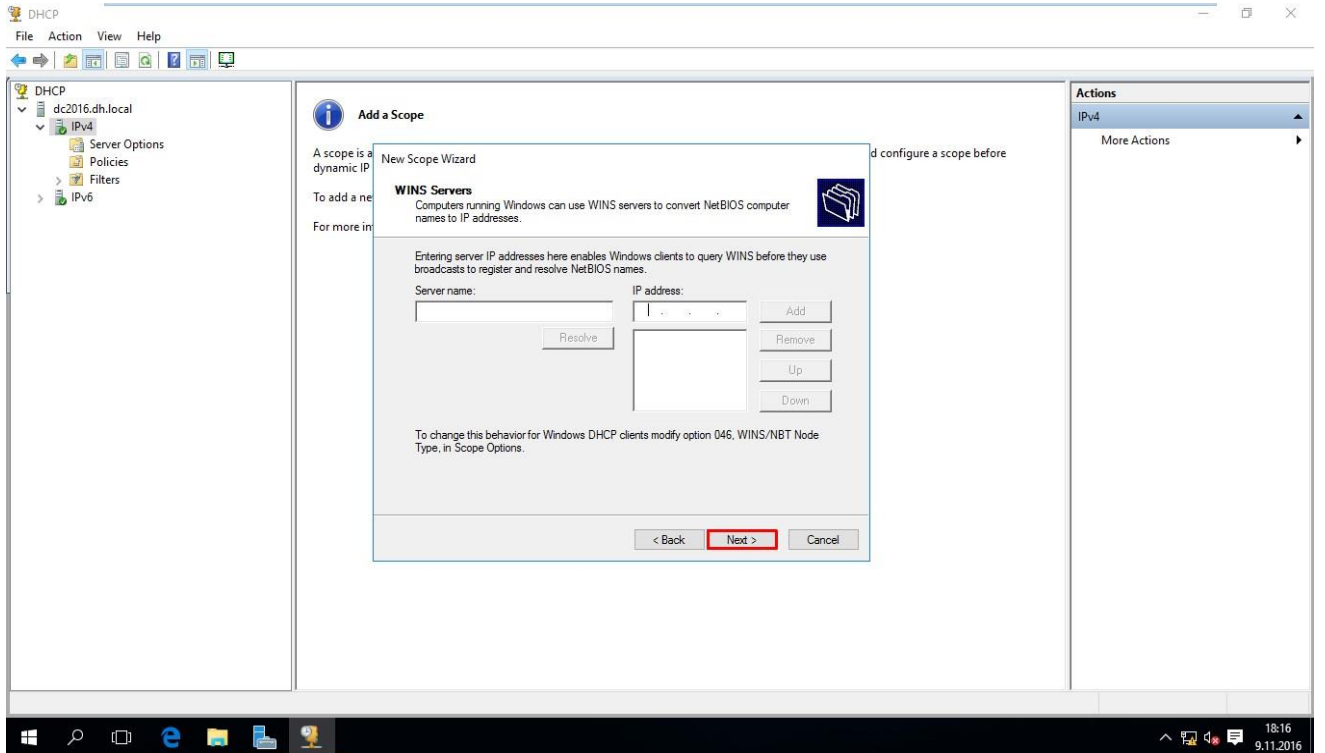 DHCP
File Action View Help
DHCP
dc2016.dh.local
IPv4
Server Options
Policies
Filters
IPv6
Add a Scope
A scope is a
d configure a scope before
dynamic IP
To add a ne
For more in
New Scope Wizard
WINS Servers
Computers running Windows can use WINS servers to convert NetBIOS computer
names to IP addresses.
Entering server IP addresses here enables Windows clients to query WINS before they use
broadcasts to register and resolve NetBIOS names.
Server name:
IP address:
Add
Resolve
Remove
Up
Down
To change this behavior for Windows DHCP clients modify option 046, WINS/NBT Node
Type, in Scope Options.
< Back Next > Cancel
Actions
IPv4
More Actions
18:16
9.11.2016